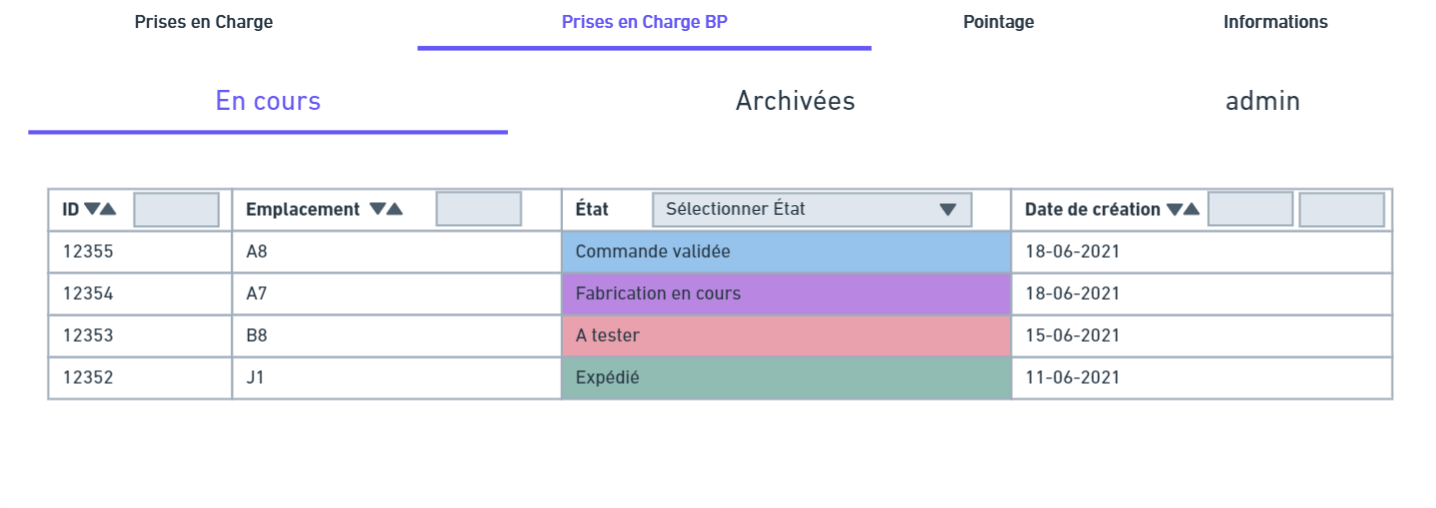 Prises en Charge Prises en Charge BP Pointage Informations
En cours Archivées admin
ID Emplacement État Sélectionner État Date de création
12355 A8 Commande validée 18-06-2021
12354 A7 Fabrication en cours 18-06-2021
12353 B8 A tester 15-06-2021
12352 J1 Expédié 11-06-2021